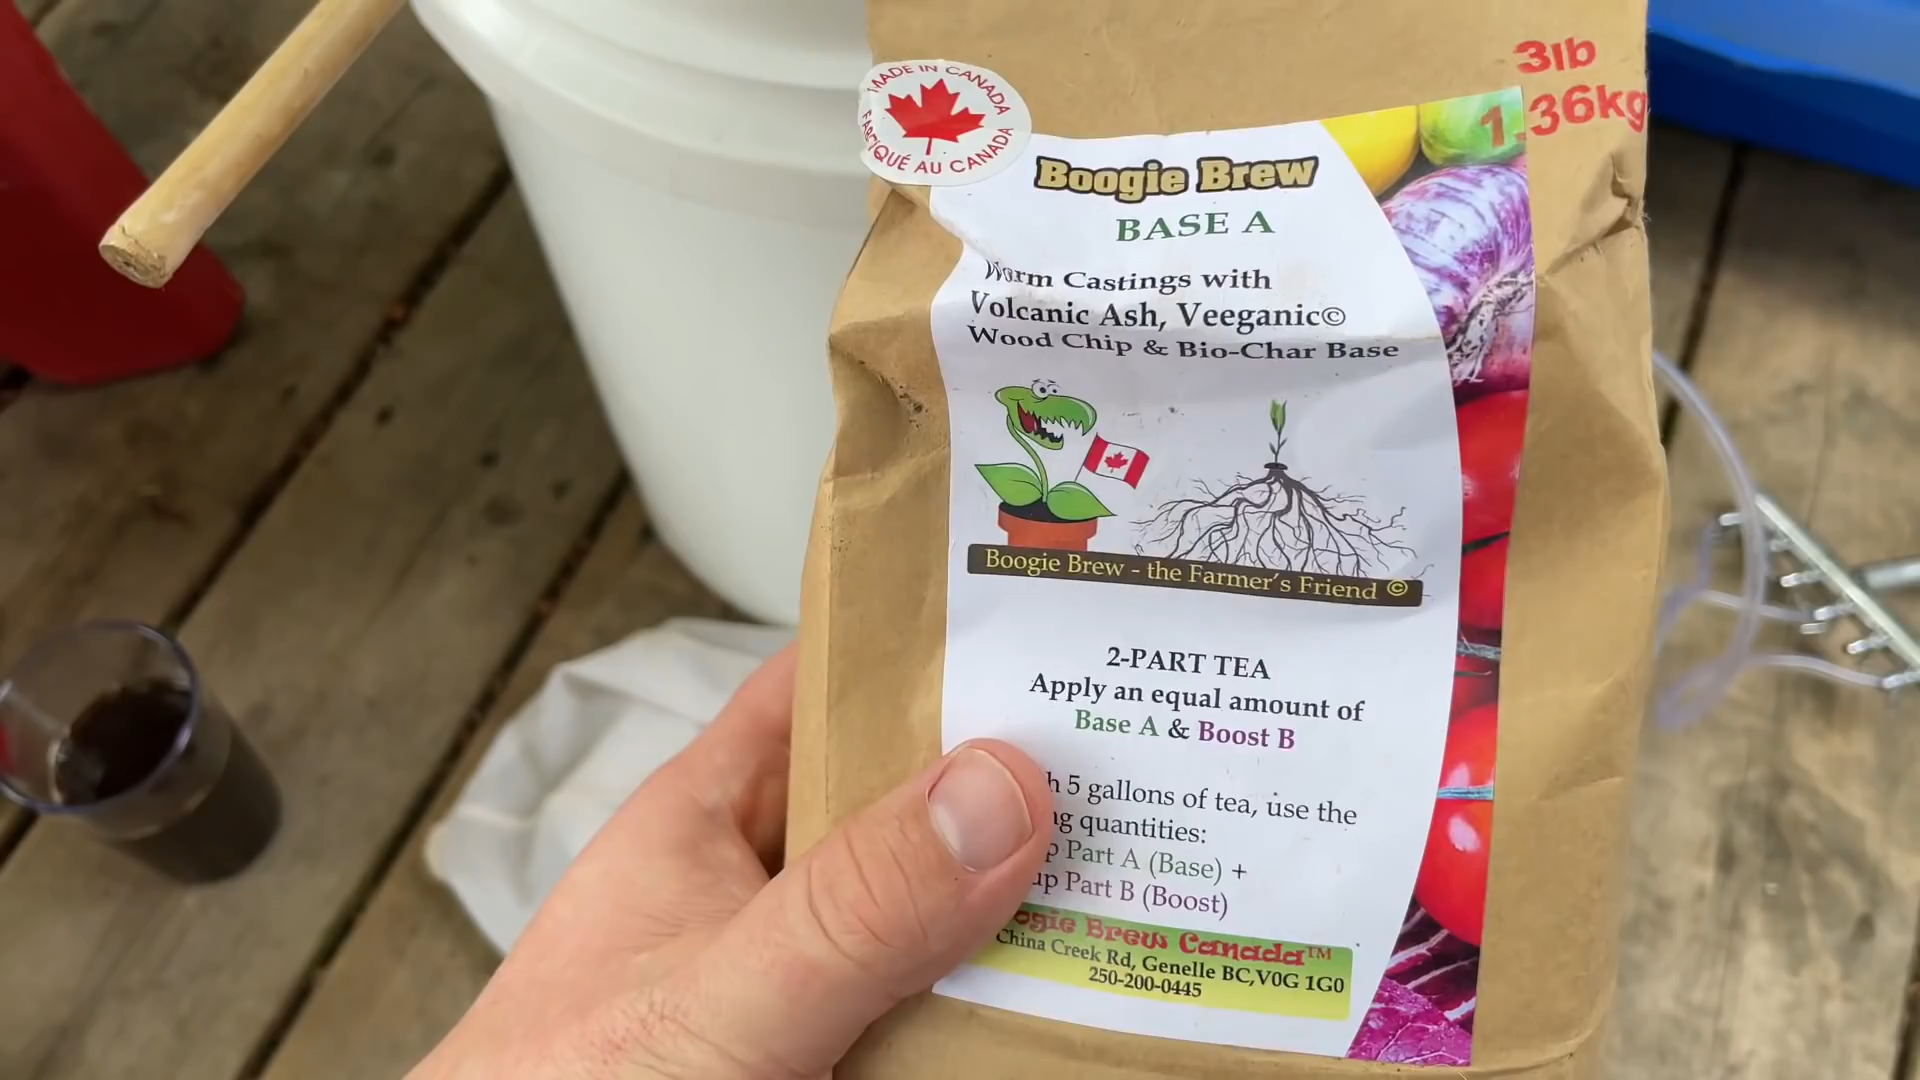 MADE IN CANADA
FABRIQUÉ AU CANADA
3lb
1.36kg
Boogie Brew
BASE A
Worm Castings with
Volcanic Ash, Veeganic©
Wood Chip & Bio-Char Base
Boogie Brew - the Farmer's Friend ©
2-PART TEA
Apply an equal amount of
Base A & Boost B
5 gallons of tea, use the
quantities:
Part A (Base) +
Part B (Boost)
Brew Canada™
China Creek Rd, Genelle BC,V0G 1G0
250-200-0445